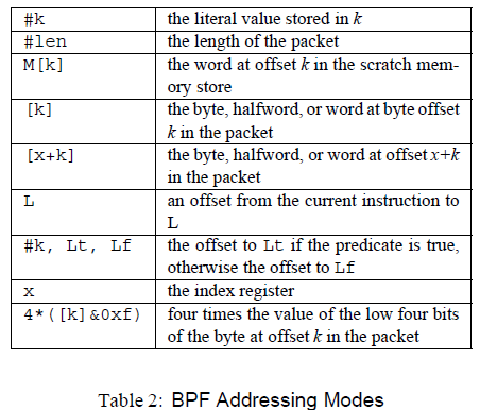 #k the literal value stored in k
#len the length of the packet
M[k] the word at offset k in the scratch mem-
ory store
[k] the byte, halfword, or word at byte offset
k in the packet
[x+k] the byte, halfword, or word at offset x+k
in the packet
L an offset from the current instruction to
L
#k, Lt, Lf the offset to Lt if the predicate is true,
otherwise the offset to Lf
x the index register
4*([k]&0xf) four times the value of the low four bits
of the byte at offset k in the packet
Table 2: BPF Addressing Modes